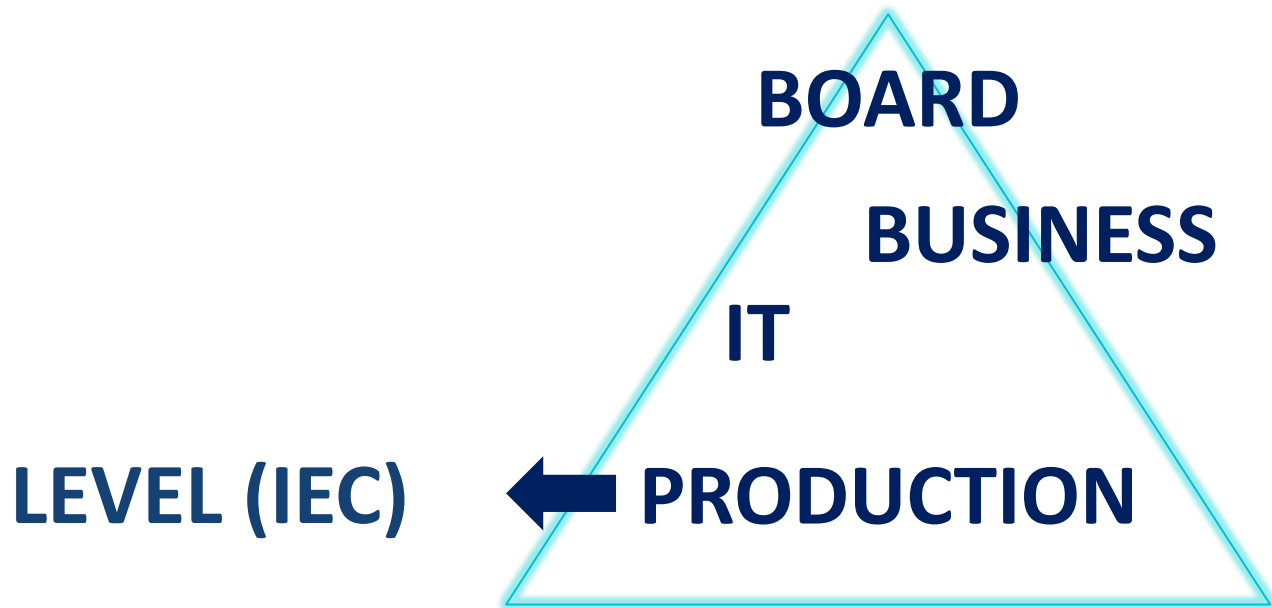 BOARD
BUSINESS
IT
LEVEL (IEC)
PRODUCTION